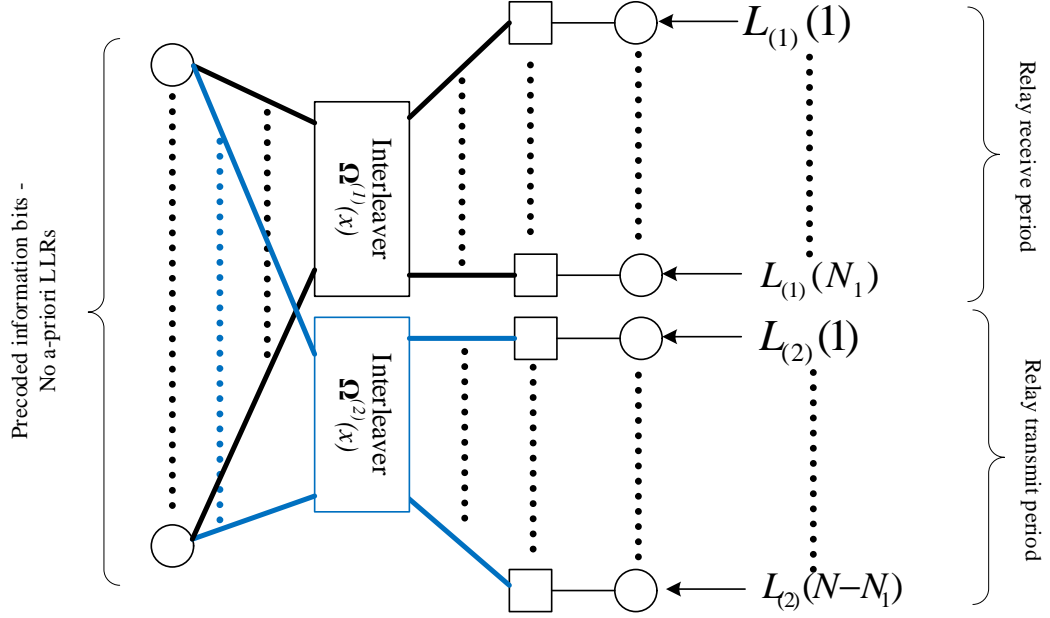 Precoded information bits -
No a-priori LLRs
Interleaver
Ω⁽¹⁾(x)
Interleaver
Ω⁽²⁾(x)
L₍₁₎(1)
L₍₁₎(N₁)
L₍₂₎(1)
L₍₂₎(N−N₁)
Relay receive period
Relay transmit period